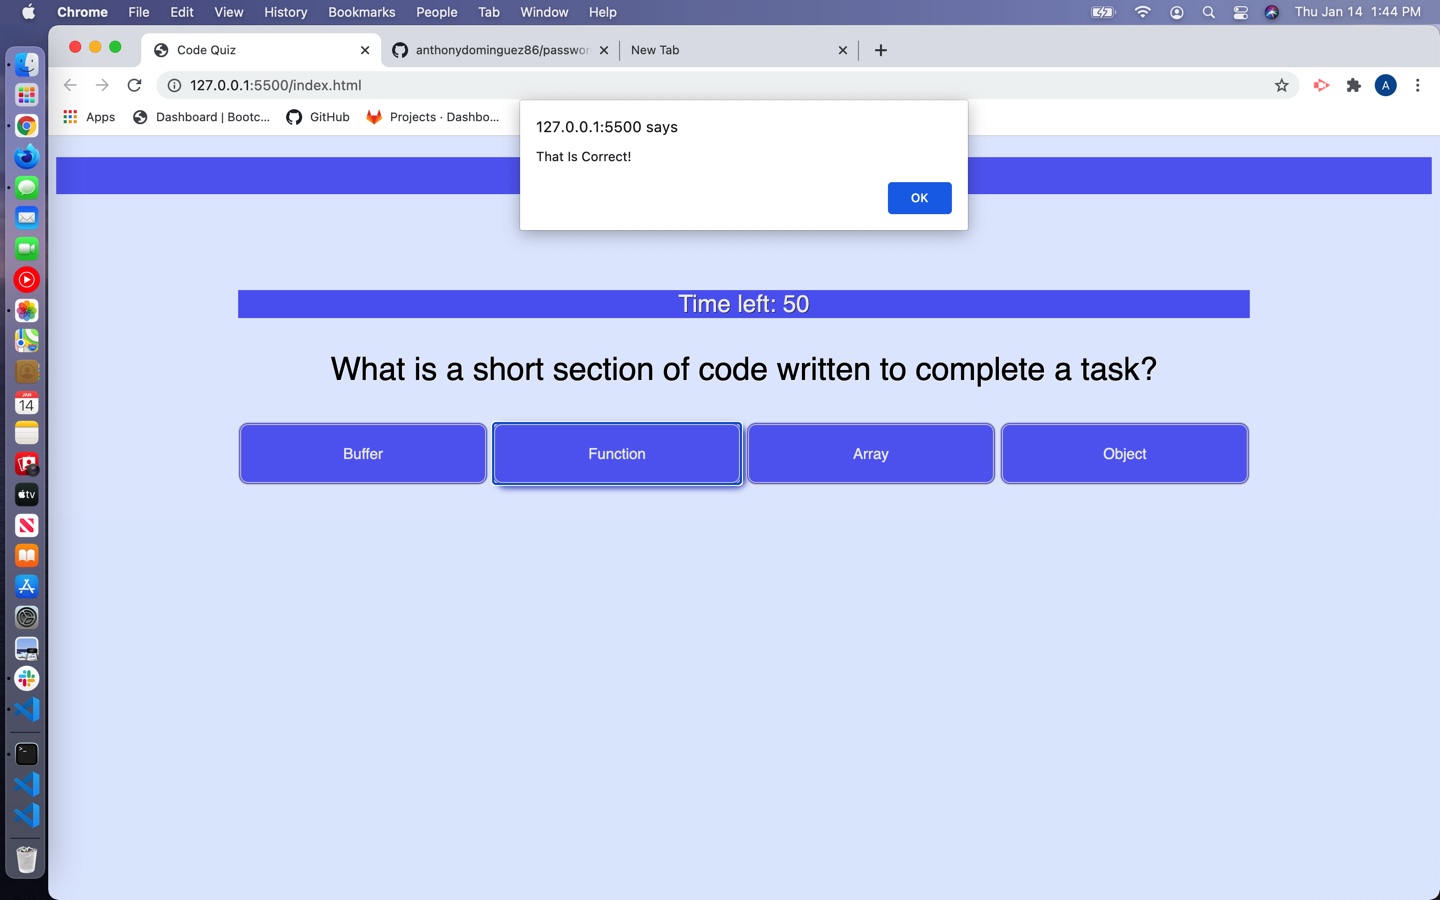 Chrome File Edit View History Bookmarks People Tab Window Help Thu Jan 14 1:44 PM
Code Quiz anthonydominguez86/passwor New Tab
127.0.0.1:5500/index.html A
Apps Dashboard | Bootc... GitHub Projects · Dashbo...
127.0.0.1:5500 says
That Is Correct!
OK
Time left: 50
What is a short section of code written to complete a task?
Buffer Function Array Object
JAN
14
tv